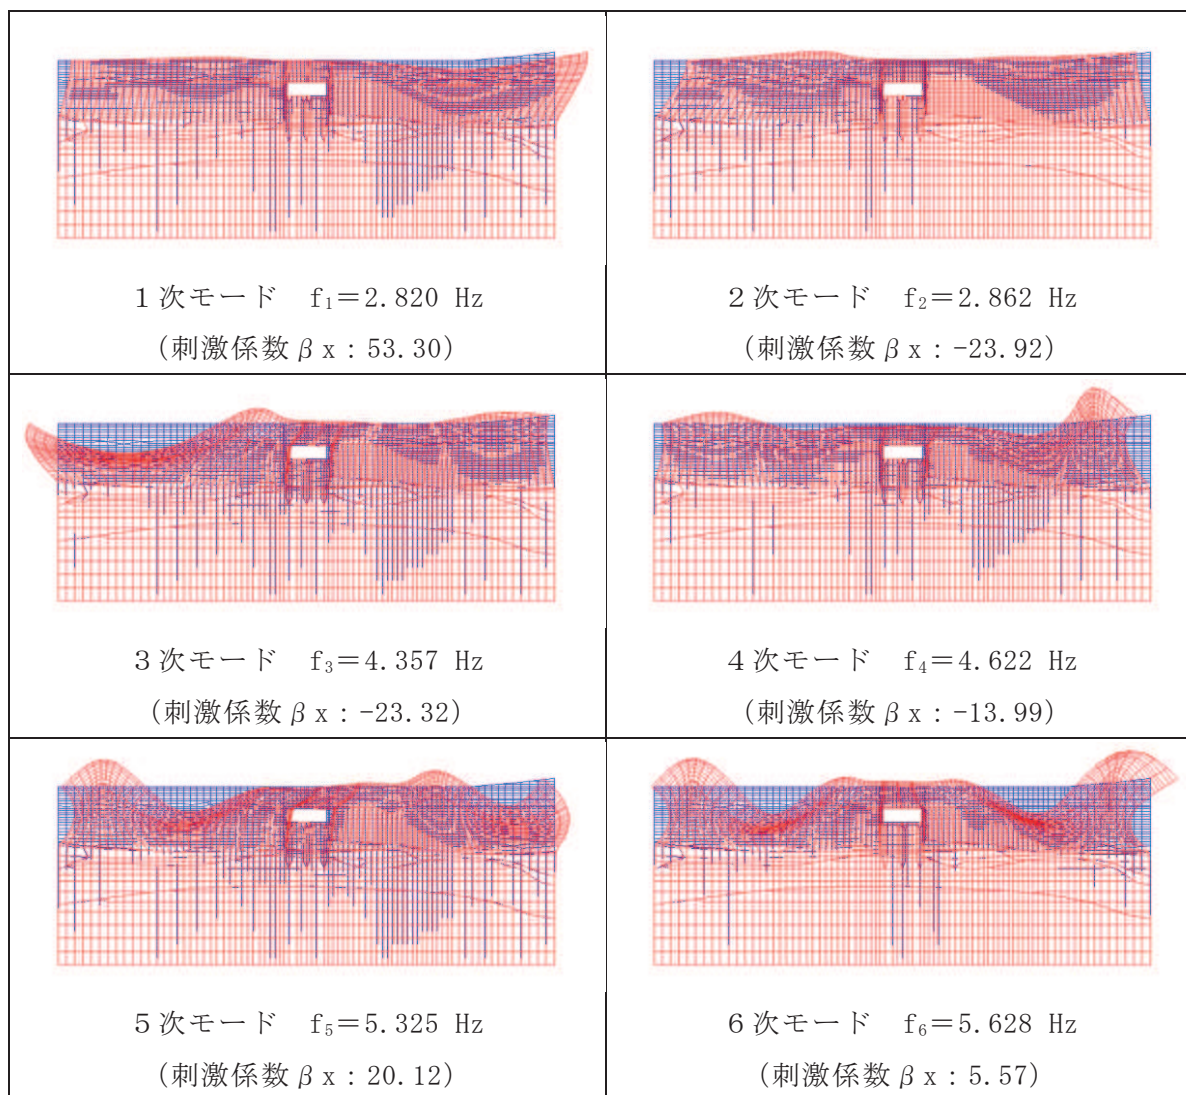 1次モード f₁＝2.820 Hz
(刺激係数βx：53.30)
2次モード f₂＝2.862 Hz
(刺激係数βx：-23.92)
3次モード f₃＝4.357 Hz
(刺激係数βx：-23.32)
4次モード f₄＝4.622 Hz
(刺激係数βx：-13.99)
5次モード f₅＝5.325 Hz
(刺激係数βx：20.12)
6次モード f₆＝5.628 Hz
(刺激係数βx：5.57)